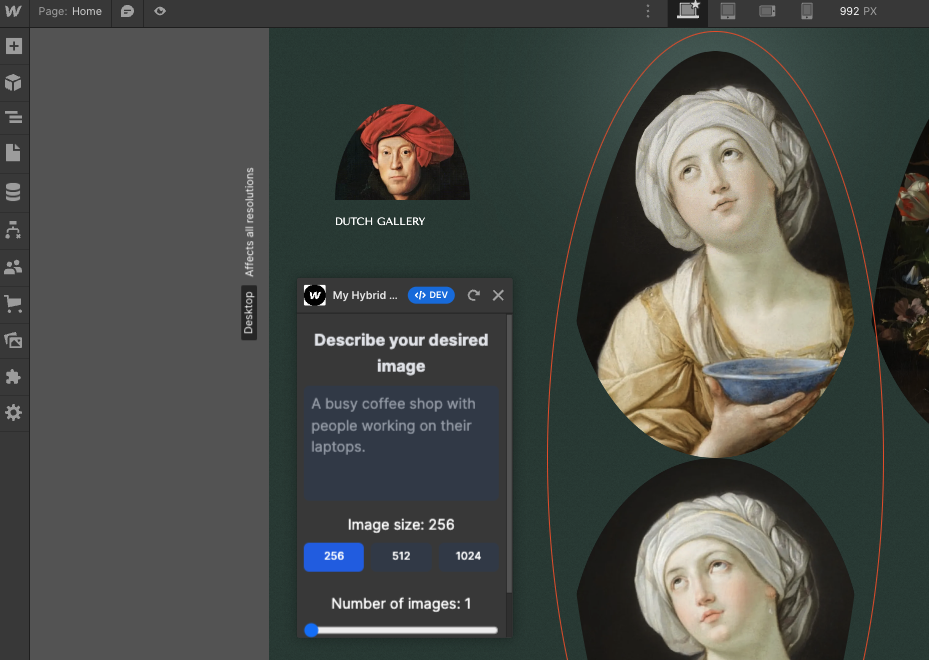 W
Page: Home
992 PX
Affects all resolutions
Desktop
DUTCH GALLERY
W
My Hybrid ...
</> DEV
Describe your desired
image
A busy coffee shop with
people working on their
laptops.
Image size: 256
256
512
1024
Number of images: 1